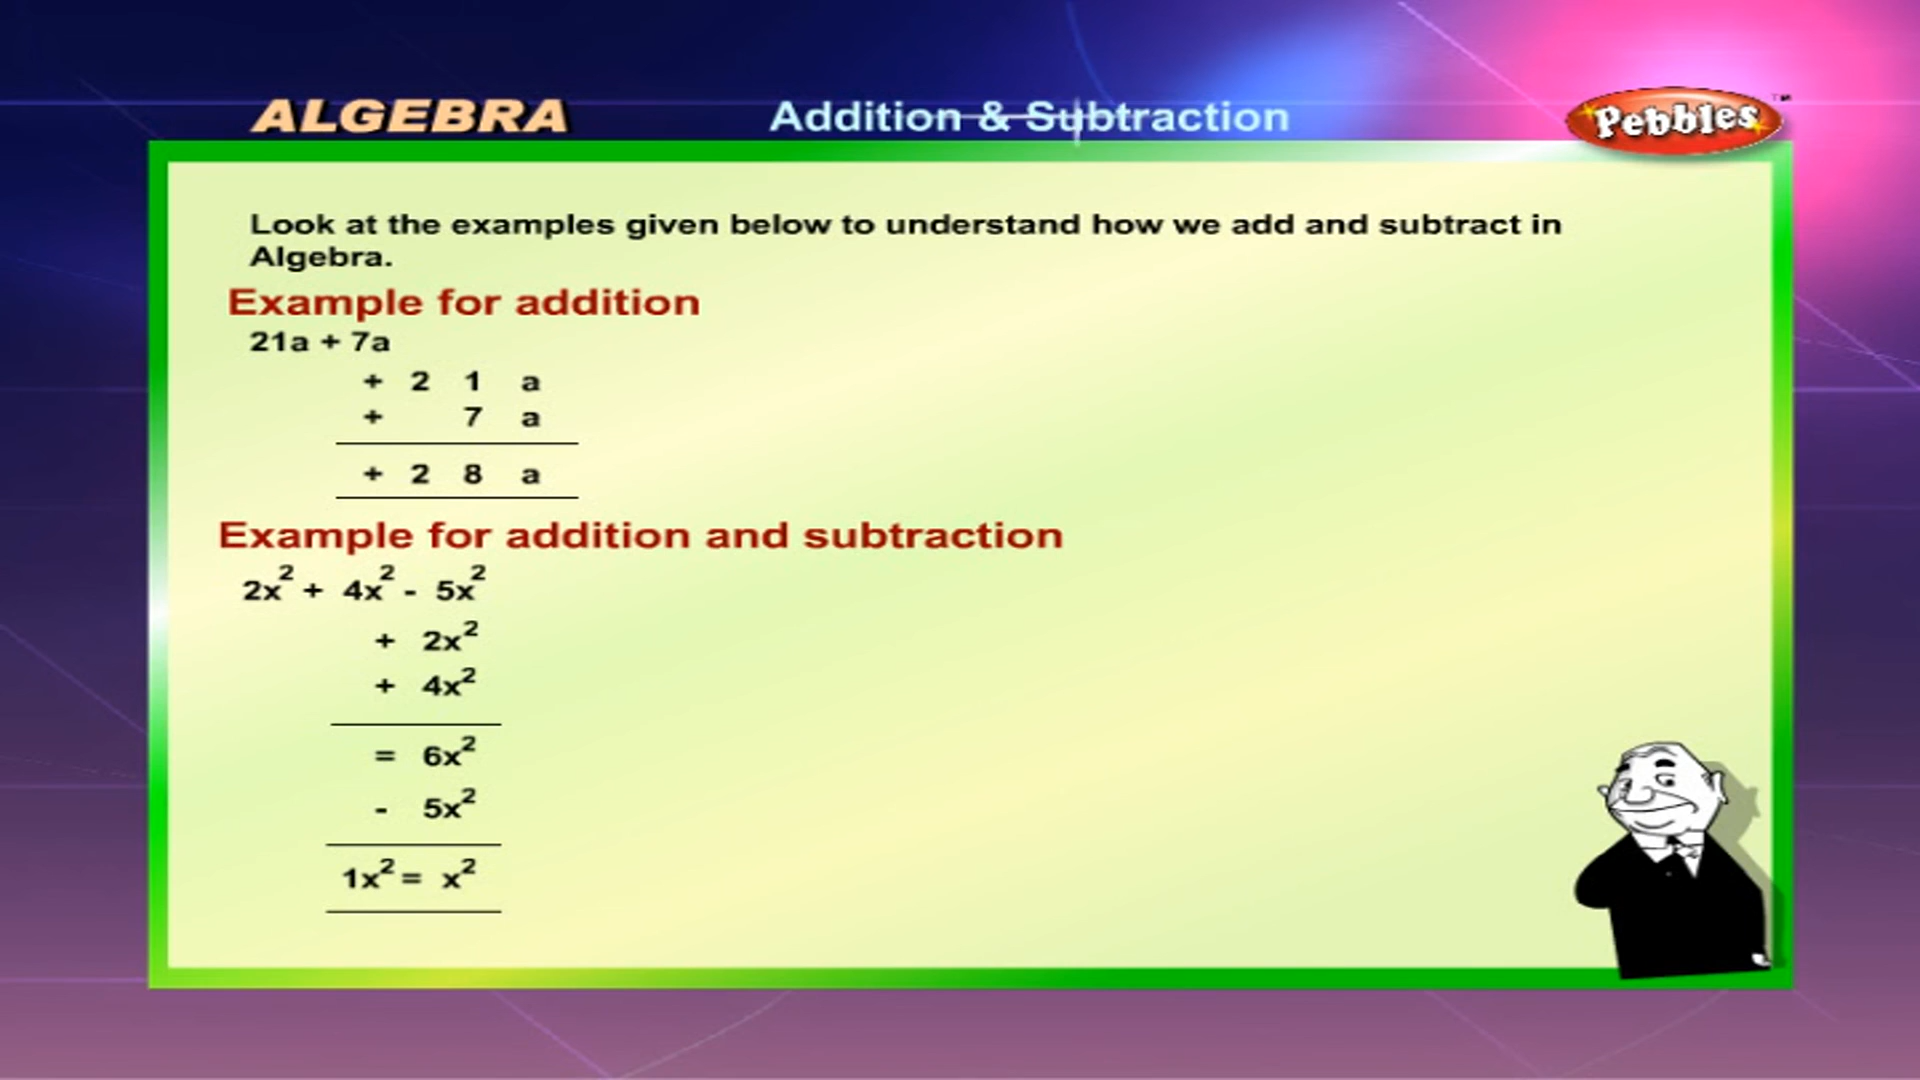 ALGEBRA
Addition & Subtraction
Pebbles™
Look at the examples given below to understand how we add and subtract in
Algebra.
Example for addition
21a + 7a
+ 2 1 a
+ 7 a
+ 2 8 a
Example for addition and subtraction
2x² + 4x² - 5x²
+ 2x²
+ 4x²
= 6x²
- 5x²
1x² = x²